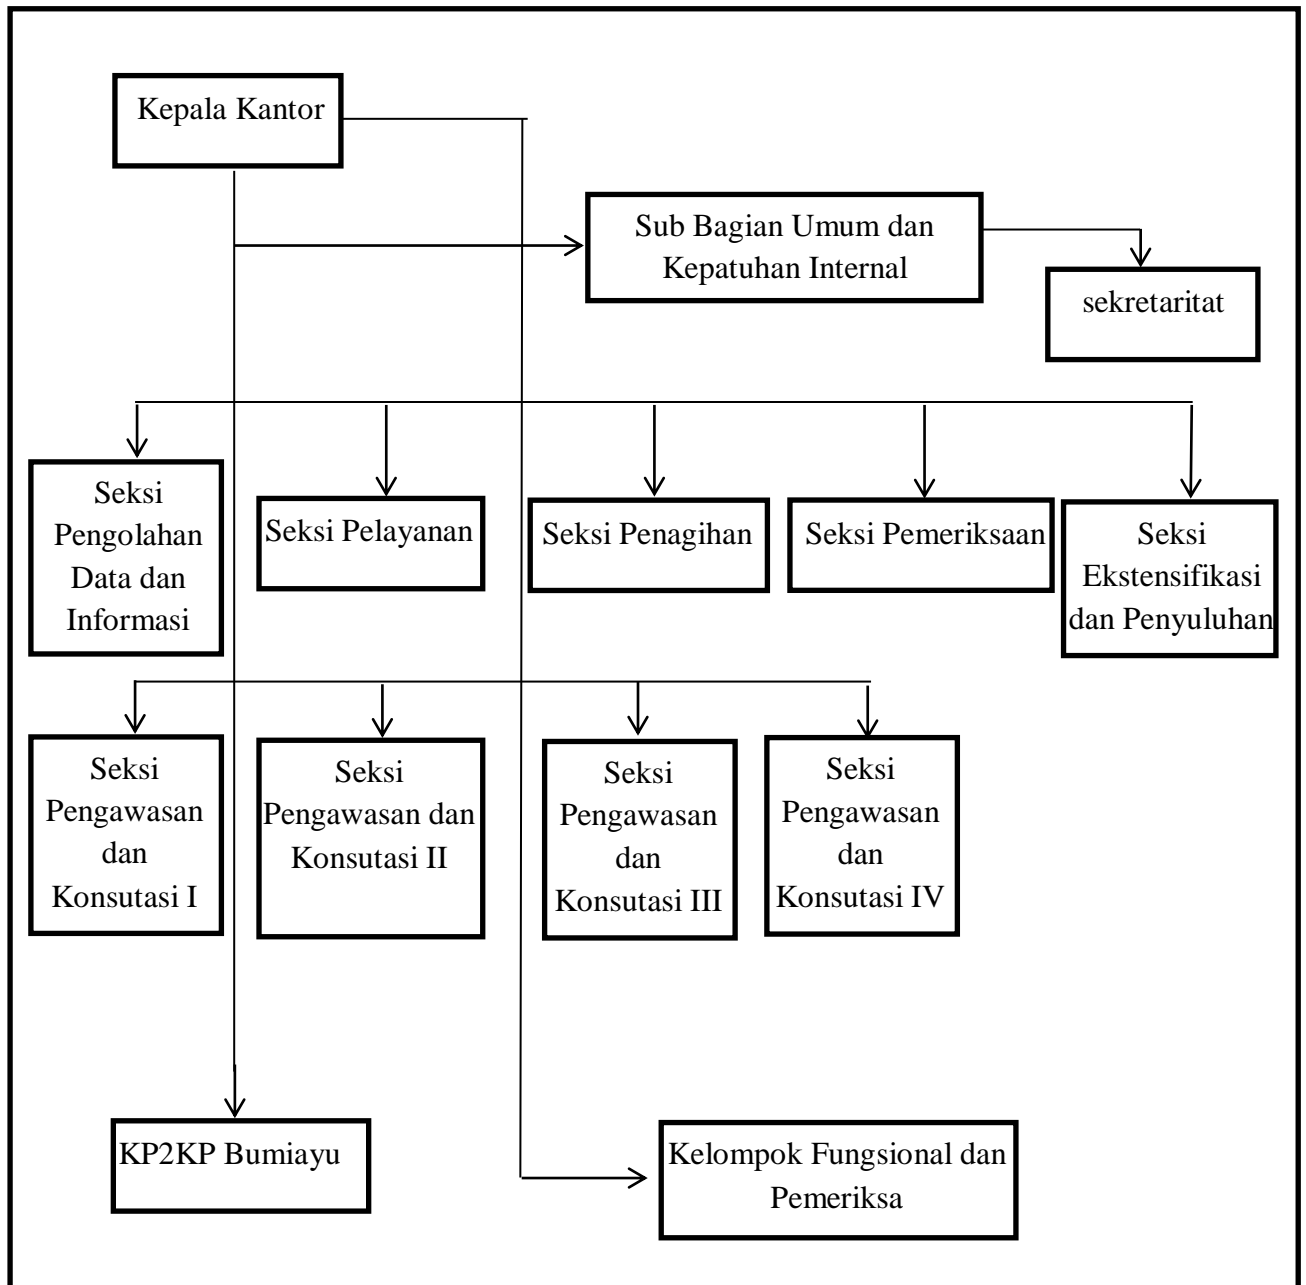 Kepala Kantor
Sub Bagian Umum dan
Kepatuhan Internal
sekretaritat
Seksi
Pengolahan
Data dan
Informasi
Seksi Pelayanan
Seksi Penagihan
Seksi Pemeriksaan
Seksi
Ekstensifikasi
dan Penyuluhan
Seksi
Pengawasan
dan
Konsutasi I
Seksi
Pengawasan dan
Konsutasi II
Seksi
Pengawasan
dan
Konsutasi III
Seksi
Pengawasan
dan
Konsutasi IV
KP2KP Bumiayu
Kelompok Fungsional dan
Pemeriksa